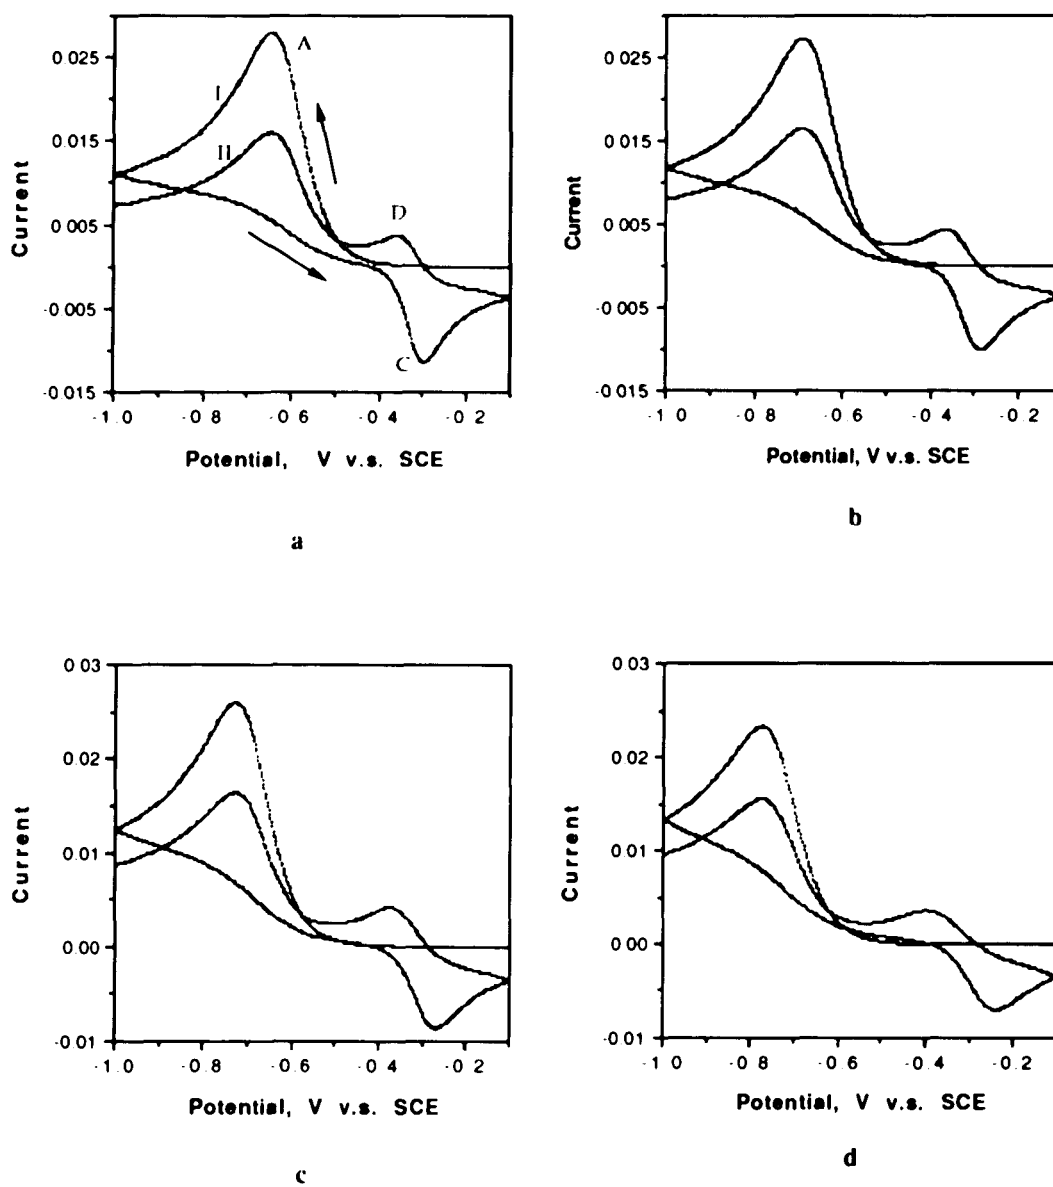 0 025
0 015
0 005
-0 005
-0 015
Current
A
I
II
D
C
-1 0
-0 8
-0 6
-0 4
-0 2
Potential, V v.s. SCE
a
0 025
0 015
0 005
-0 005
-0 015
Current
-1 0
-0 8
-0 6
-0 4
-0 2
Potential, V v.s. SCE
b
0 03
0 02
0 01
0.00
-0 01
Current
-1.0
-0 8
-0 6
-0 4
-0 2
Potential, V v.s. SCE
c
0.03
0.02
0.01
0.00
-0 01
Current
-1 0
-0 8
-0 6
-0 4
-0 2
Potential, V v.s. SCE
d